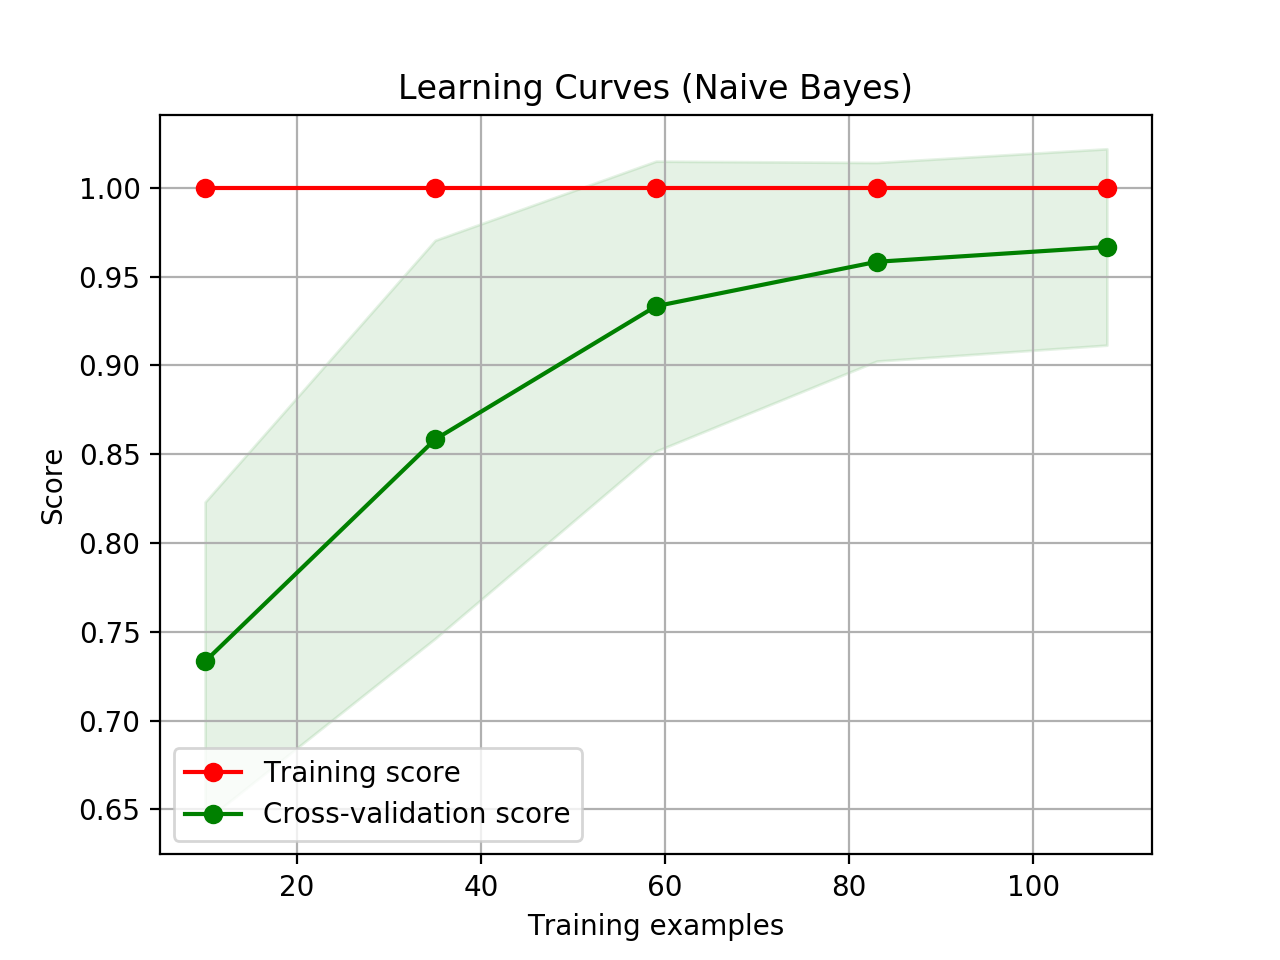 Learning Curves (Naive Bayes)
1.00
0.95
0.90
0.85
0.80
0.75
0.70
0.65
Score
Training score
Cross-validation score
20 40 60 80 100
Training examples